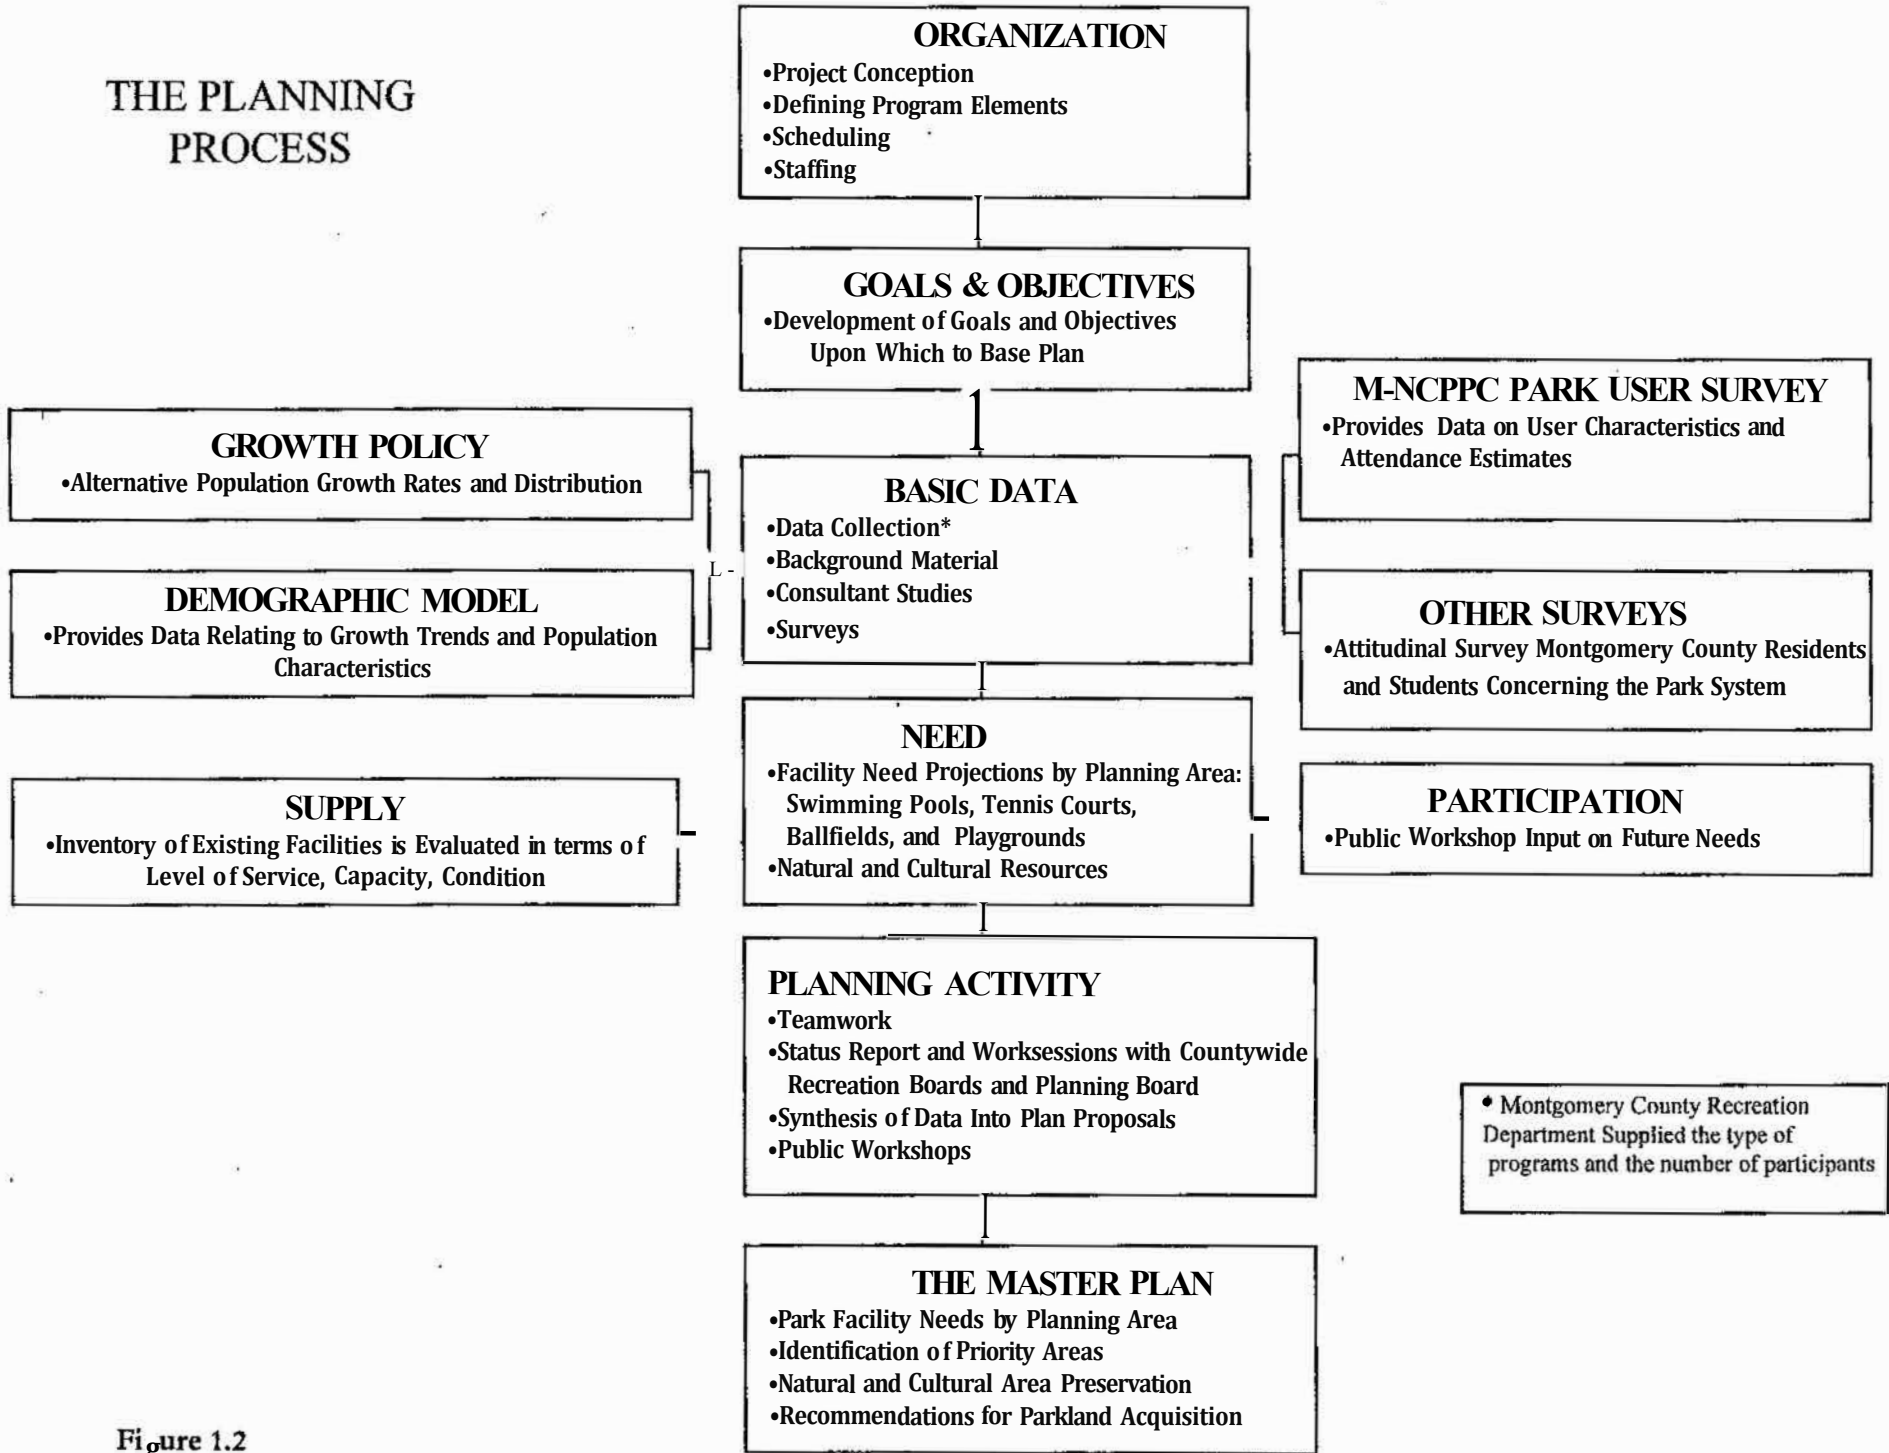 THE PLANNING
PROCESS
ORGANIZATION
•Project Conception
•Defining Program Elements
•Scheduling
•Staffing
GOALS & OBJECTIVES
•Development of Goals and Objectives
Upon Which to Base Plan
GROWTH POLICY
•Alternative Population Growth Rates and Distribution
DEMOGRAPHIC MODEL
•Provides Data Relating to Growth Trends and Population
Characteristics
BASIC DATA
•Data Collection*
•Background Material
•Consultant Studies
•Surveys
M-NCPPC PARK USER SURVEY
•Provides Data on User Characteristics and
Attendance Estimates
OTHER SURVEYS
•Attitudinal Survey Montgomery County Residents
and Students Concerning the Park System
SUPPLY
•Inventory of Existing Facilities is Evaluated in terms of
Level of Service, Capacity, Condition
NEED
•Facility Need Projections by Planning Area:
Swimming Pools, Tennis Courts,
Ballfields, and Playgrounds
•Natural and Cultural Resources
PARTICIPATION
•Public Workshop Input on Future Needs
PLANNING ACTIVITY
•Teamwork
•Status Report and Worksessions with Countywide
Recreation Boards and Planning Board
•Synthesis of Data Into Plan Proposals
•Public Workshops
* Montgomery County Recreation
Department Supplied the type of
programs and the number of participants
THE MASTER PLAN
•Park Facility Needs by Planning Area
•Identification of Priority Areas
•Natural and Cultural Area Preservation
•Recommendations for Parkland Acquisition
Figure 1.2